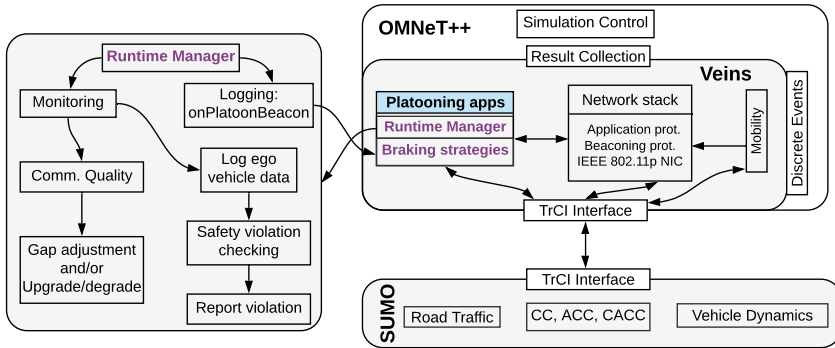 Runtime Manager
Monitoring
Logging:
onPlatoonBeacon
Comm. Quality
Log ego
vehicle data
Gap adjustment
and/or
Upgrade/degrade
Safety violation
checking
Report violation
OMNeT++
Simulation Control
Result Collection
Veins
Platooning apps
Runtime Manager
Braking strategies
Network stack
Application prot.
Beaconing prot.
IEEE 802.11p NIC
Mobility
Discrete Events
TrCI Interface
TrCI Interface
SUMO
Road Traffic
CC, ACC, CACC
Vehicle Dynamics